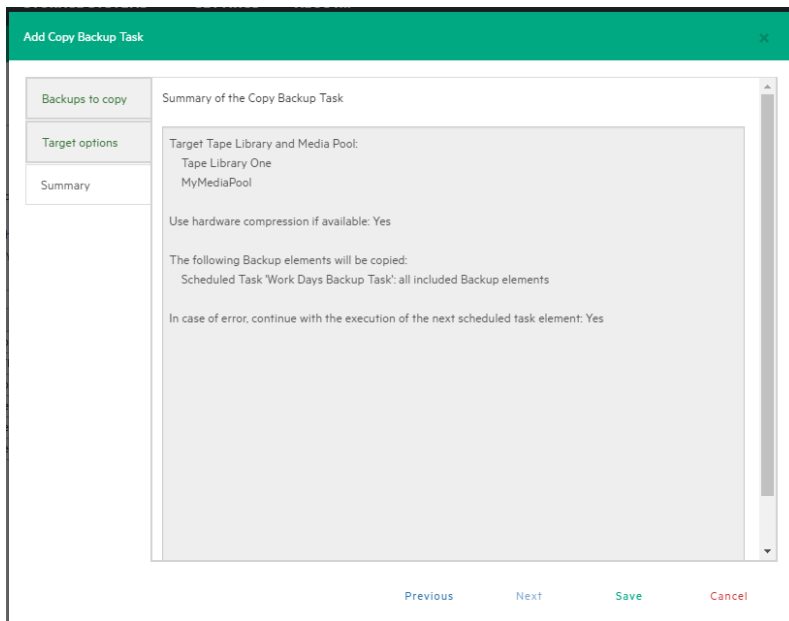 Add Copy Backup Task
Backups to copy
Target options
Summary
Summary of the Copy Backup Task
Target Tape Library and Media Pool:
Tape Library One
MyMediaPool
Use hardware compression if available: Yes
The following Backup elements will be copied:
Scheduled Task 'Work Days Backup Task': all included Backup elements
In case of error, continue with the execution of the next scheduled task element: Yes
Previous Next Save Cancel